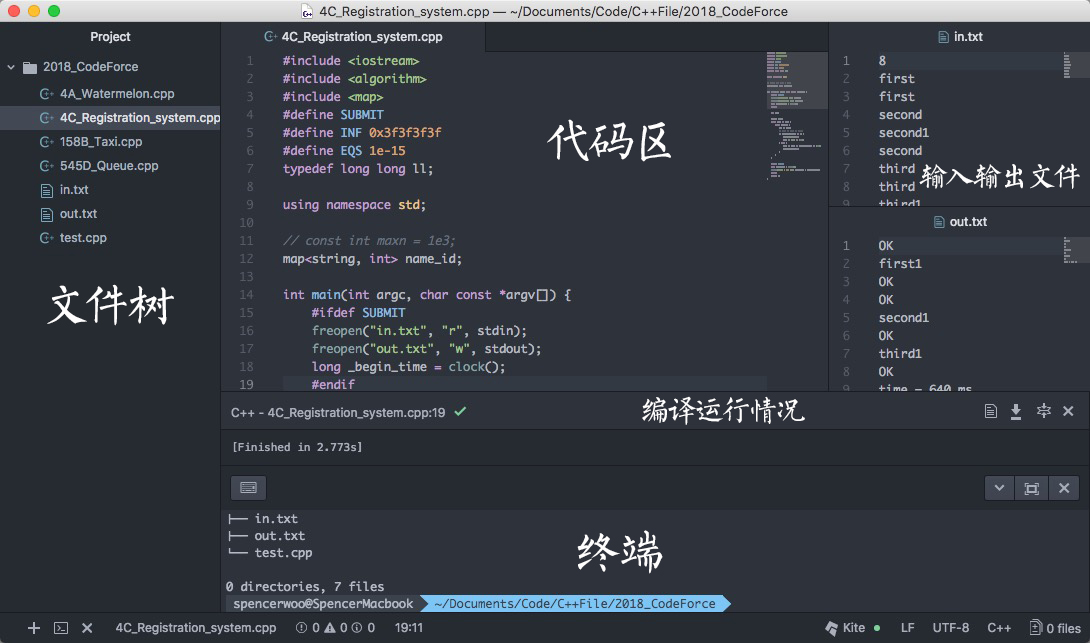 4C_Registration_system.cpp — ~/Documents/Code/C++File/2018_CodeForce
Project
2018_CodeForce
4A_Watermelon.cpp
4C_Registration_system.cpp
158B_Taxi.cpp
545D_Queue.cpp
in.txt
out.txt
test.cpp
文件树
4C_Registration_system.cpp
1 #include <iostream>
2 #include <algorithm>
3 #include <map>
4 #define SUBMIT
5 #define INF 0x3f3f3f3f
6 #define EQS 1e-15
7 typedef long long ll;
8
9 using namespace std;
10
11 // const int maxn = 1e3;
12 map<string, int> name_id;
13
14 int main(int argc, char const *argv[]) {
15 #ifdef SUBMIT
16 freopen("in.txt", "r", stdin);
17 freopen("out.txt", "w", stdout);
18 long _begin_time = clock();
19 #endif
代码区
in.txt
1 8
2 first
3 first
4 second
5 second1
6 second
7 third
8 third
9 third1
输入输出文件
out.txt
1 OK
2 first1
3 OK
4 OK
5 second1
6 OK
7 third1
8 OK
9 time = 640 ms
C++ - 4C_Registration_system.cpp:19
编译运行情况
[Finished in 2.773s]
├── in.txt
├── out.txt
└── test.cpp
终端
0 directories, 7 files
spencerwoo@SpencerMacbook ~/Documents/Code/C++File/2018_CodeForce
4C_Registration_system.cpp 0 0 0 19:11 Kite LF UTF-8 C++ 0 files